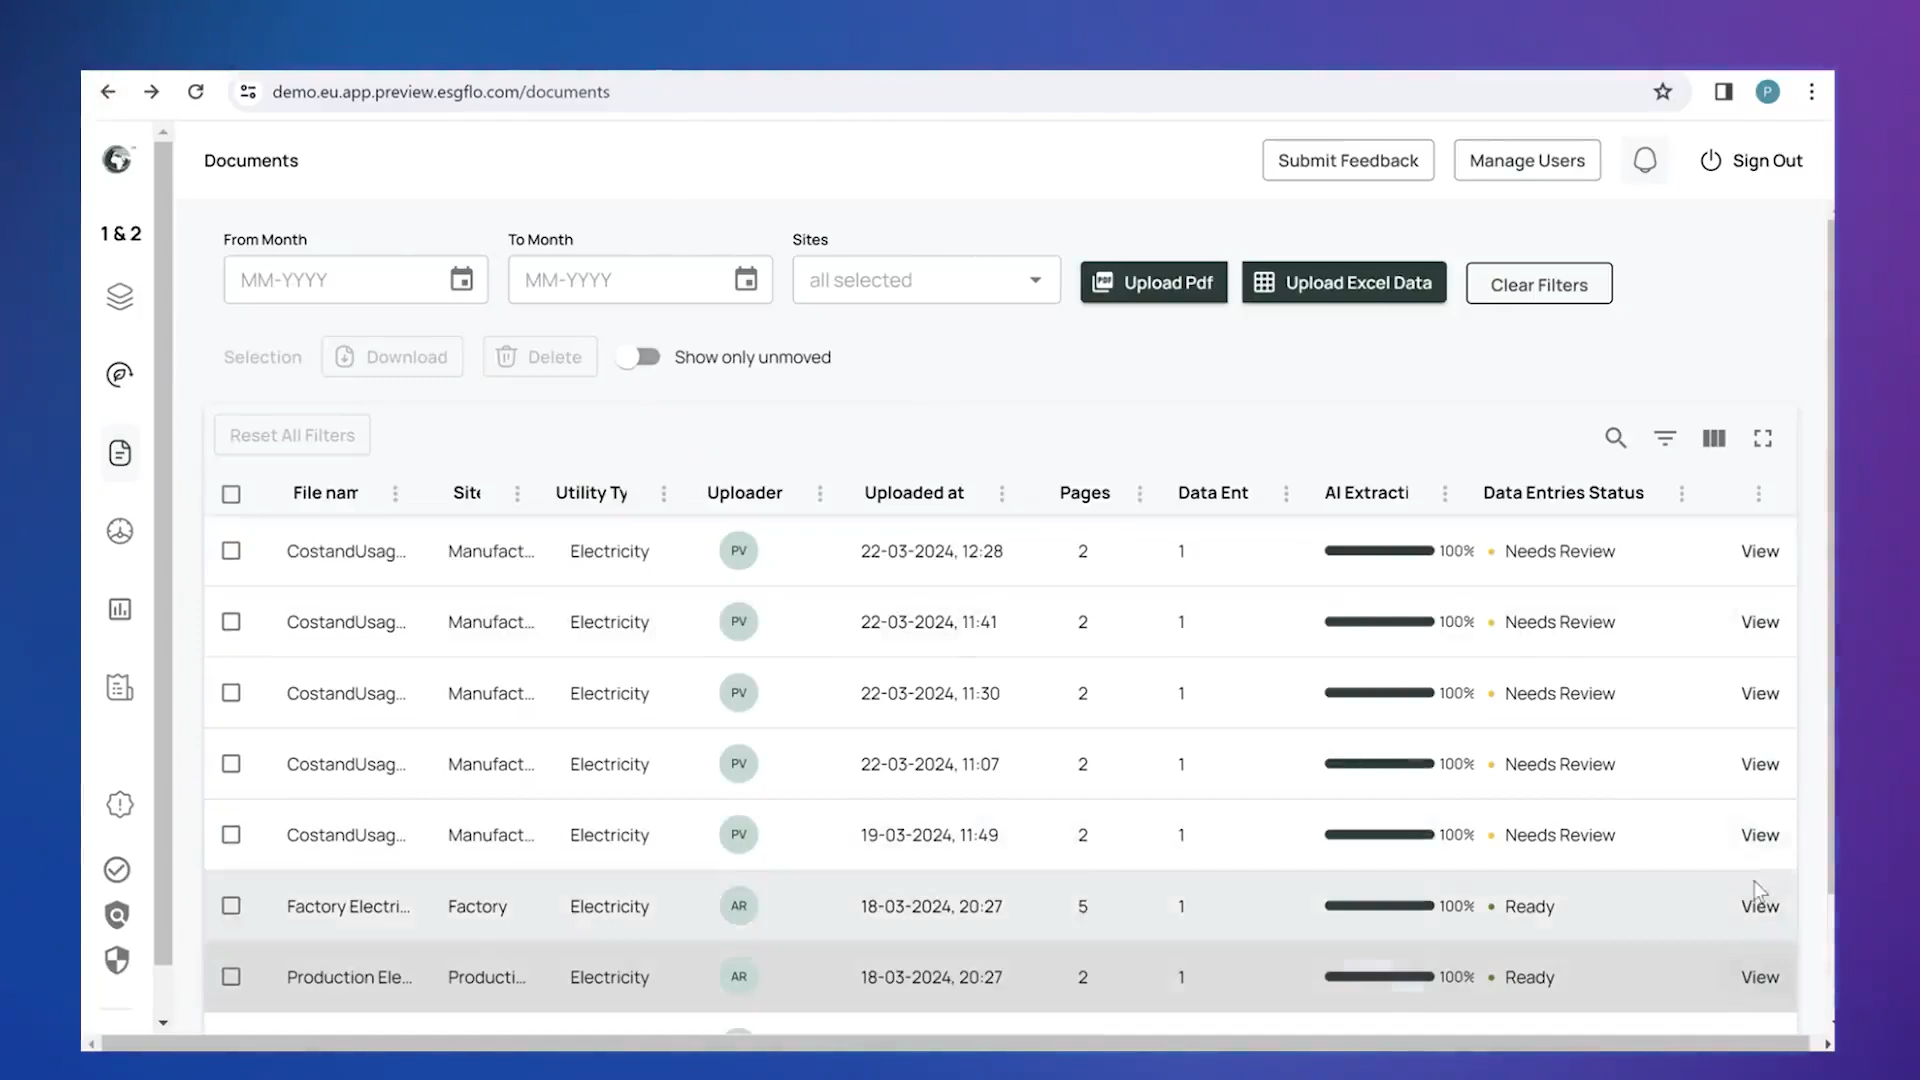 demo.eu.app.preview.esgflo.com/documents
P
Documents
Submit Feedback
Manage Users
Sign Out
1 & 2
From Month
To Month
Sites
MM-YYYY
MM-YYYY
all selected
PDF
Upload Pdf
Upload Excel Data
Clear Filters
Selection
Download
Delete
Show only unmoved
Reset All Filters
File nam Site Utility Ty Uploader Uploaded at Pages Data Ent AI Extracti Data Entries Status
CostandUsag... Manufact... Electricity PV 22-03-2024, 12:28 2 1 100% Needs Review View
CostandUsag... Manufact... Electricity PV 22-03-2024, 11:41 2 1 100% Needs Review View
CostandUsag... Manufact... Electricity PV 22-03-2024, 11:30 2 1 100% Needs Review View
CostandUsag... Manufact... Electricity PV 22-03-2024, 11:07 2 1 100% Needs Review View
CostandUsag... Manufact... Electricity PV 19-03-2024, 11:49 2 1 100% Needs Review View
Factory Electri... Factory Electricity AR 18-03-2024, 20:27 5 1 100% Ready View
Production Ele... Producti... Electricity AR 18-03-2024, 20:27 2 1 100% Ready View